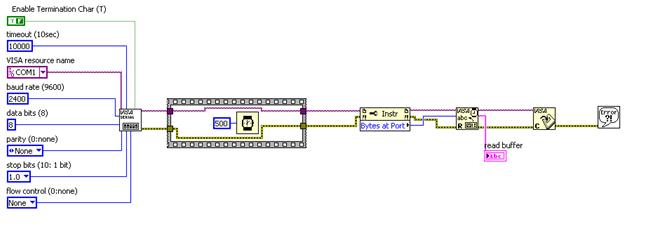 Enable Termination Char (T)
T F
timeout (10sec)
10000
VISA resource name
COM1
baud rate (9600)
2400
data bits (8)
8
parity (0:none)
None
stop bits (10: 1 bit)
1.0
flow control (0:none)
None
VISA
SERIAL
500
Instr
Bytes at Port
VISA
abc
R
read buffer
abc
VISA
C
Error
?!